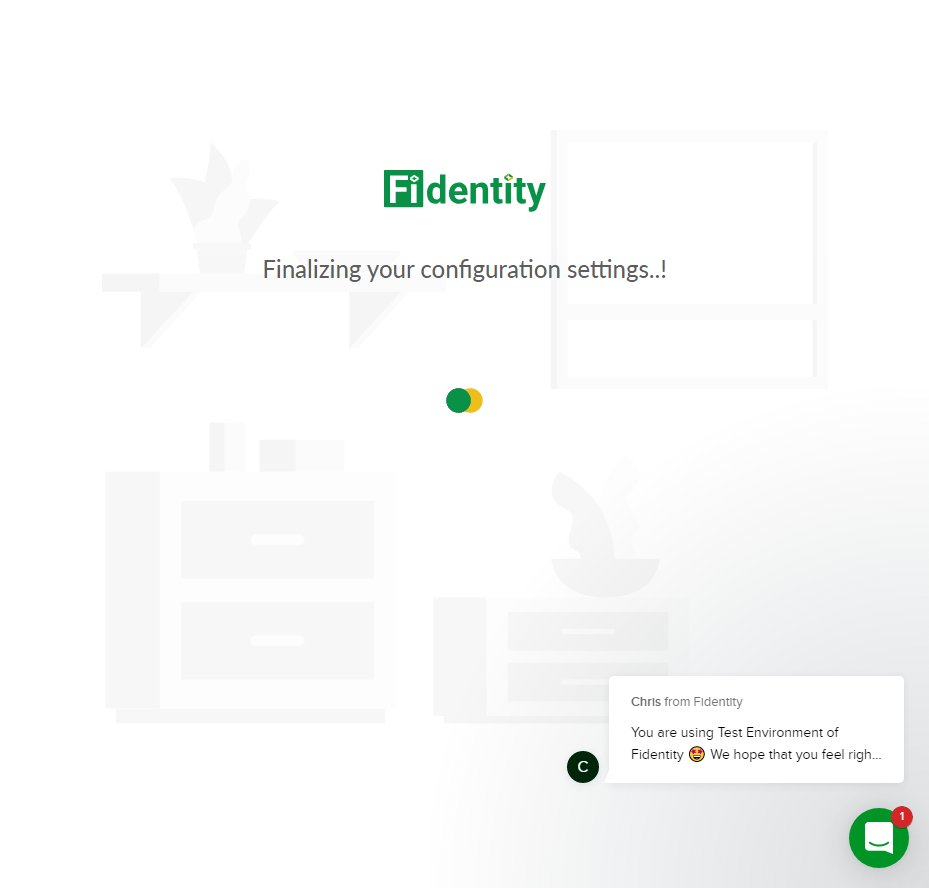 Fidentity
Finalizing your configuration settings..!
Chris from Fidentity
You are using Test Environment of
Fidentity 🤩 We hope that you feel righ...
C
1